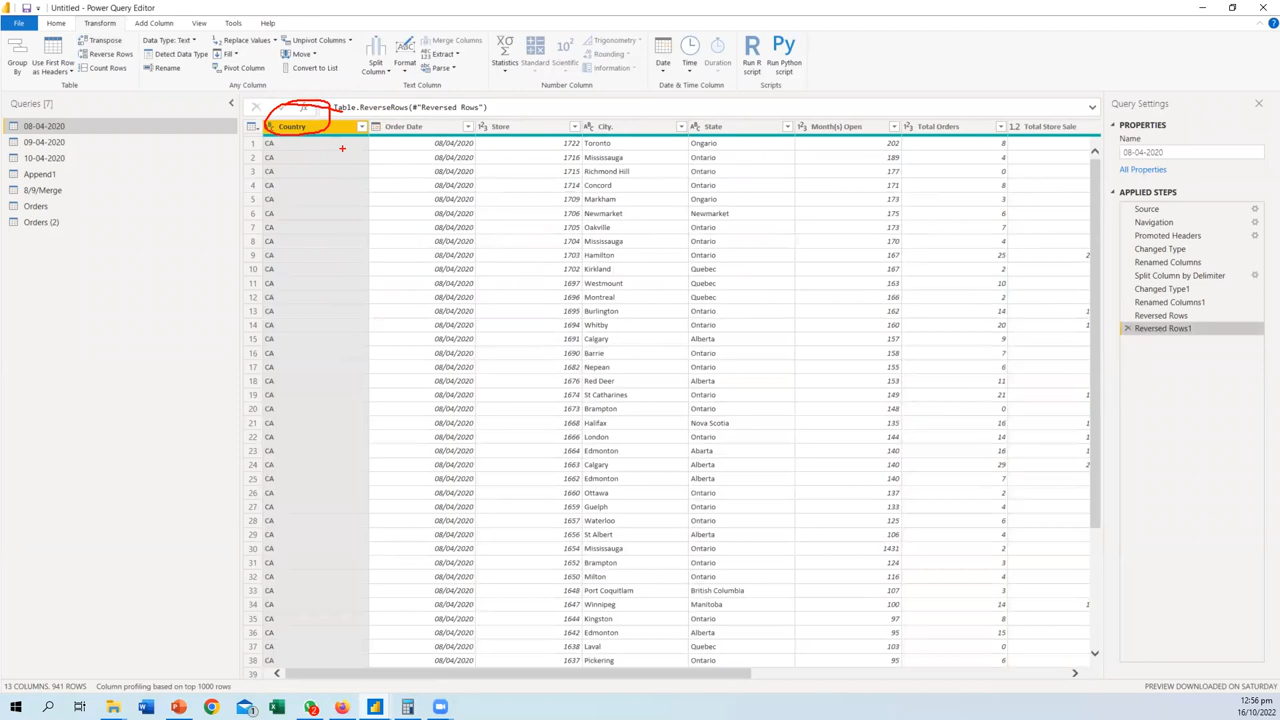 Untitled - Power Query Editor
File Home Transform Add Column View Tools Help
Group By
Use First Row as Headers
Transpose
Reverse Rows
Count Rows
Table
Data Type: Text
Detect Data Type
Rename
Replace Values
Fill
Pivot Column
Unpivot Columns
Move
Convert to List
Any Column
Split Column
Format
Merge Columns
Extract
Parse
Text Column
Statistics
Standard
Scientific
Trigonometry
Rounding
Information
Number Column
Date
Time
Duration
Date & Time Column
Run R script
Run Python script
Scripts
Queries [7]
08-04-2020
09-04-2020
10-04-2020
Append1
8/9/Merge
Orders
Orders (2)
Table.ReverseRows(#"Reversed Rows")
Country Order Date Store City. State Month(s) Open Total Orders Total Store Sale
1 CA 08/04/2020 1722 Toronto Ongario 202 8
2 CA 08/04/2020 1716 Mississauga Ontario 189 4
3 CA 08/04/2020 1715 Richmond Hill Ontario 177 0
4 CA 08/04/2020 1714 Concord Ontario 171 8
5 CA 08/04/2020 1709 Markham Ongario 173 3
6 CA 08/04/2020 1706 Newmarket Newmarket 175 6
7 CA 08/04/2020 1705 Oakville Ontario 173 7
8 CA 08/04/2020 1704 Mississauga Ontario 170 4
9 CA 08/04/2020 1703 Hamilton Ontario 167 25 2
10 CA 08/04/2020 1702 Kirkland Quebec 167 2
11 CA 08/04/2020 1697 Westmount Quebec 163 10
12 CA 08/04/2020 1696 Montreal Quebec 166 2
13 CA 08/04/2020 1695 Burlington Ontario 162 14 1
14 CA 08/04/2020 1694 Whitby Ontario 160 20 1
15 CA 08/04/2020 1691 Calgary Alberta 157 9
16 CA 08/04/2020 1690 Barrie Ontario 158 7
17 CA 08/04/2020 1682 Nepean Ontario 155 6
18 CA 08/04/2020 1676 Red Deer Alberta 153 11
19 CA 08/04/2020 1674 St Catharines Ontario 149 21 1
20 CA 08/04/2020 1673 Brampton Ontario 148 0
21 CA 08/04/2020 1668 Halifax Nova Scotia 135 16 1
22 CA 08/04/2020 1666 London Ontario 144 14 1
23 CA 08/04/2020 1664 Edmonton Abarta 140 16 1
24 CA 08/04/2020 1663 Calgary Alberta 140 29 2
25 CA 08/04/2020 1662 Edmonton Alberta 140 7
26 CA 08/04/2020 1660 Ottawa Ontario 137 2
27 CA 08/04/2020 1659 Guelph Ontario 133 4
28 CA 08/04/2020 1657 Waterloo Ontario 125 6
29 CA 08/04/2020 1656 St Albert Alberta 106 4
30 CA 08/04/2020 1654 Mississauga Ontario 1431 2
31 CA 08/04/2020 1652 Brampton Ontario 124 3
32 CA 08/04/2020 1650 Milton Ontario 116 4
33 CA 08/04/2020 1648 Port Coquitlam British Columbia 107 3
34 CA 08/04/2020 1647 Winnipeg Manitoba 100 14 1
35 CA 08/04/2020 1644 Kingston Ontario 97 8
36 CA 08/04/2020 1642 Edmonton Alberta 95 15
37 CA 08/04/2020 1638 Laval Quebec 103 0
38 CA 08/04/2020 1637 Pickering Ontario 95 6
39
Query Settings
PROPERTIES
Name
08-04-2020
All Properties
APPLIED STEPS
Source
Navigation
Promoted Headers
Changed Type
Renamed Columns
Split Column by Delimiter
Changed Type1
Renamed Columns1
Reversed Rows
Reversed Rows1
13 COLUMNS, 941 ROWS Column profiling based on top 1000 rows PREVIEW DOWNLOADED ON SATURDAY
12:56 pm
16/10/2022